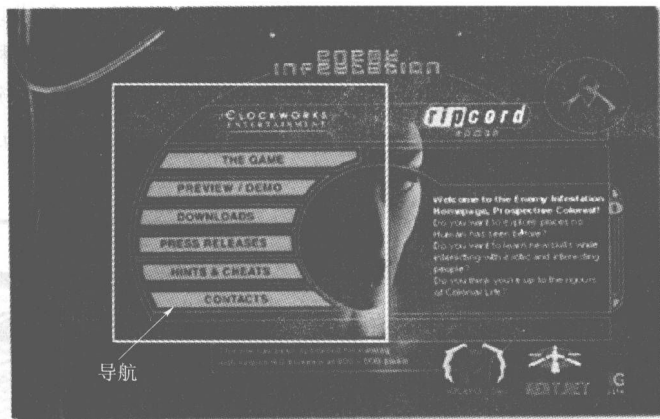 ENEMY
INFESTATION
CLOCKWORKS
ENTERTAINMENT
ripcord
GAMES
THE GAME
PREVIEW / DEMO
DOWNLOADS
PRESS RELEASES
HINTS & CHEATS
CONTACTS
Welcome to the Enemy Infestation
Homepage, Prospective Colonist!
Do you want to explore places no
Human has seen before?
Do you want to learn new skills while
interacting with exotic and interesting
people?
Do you think you're up to the rigours
of Colonial Life?
导航